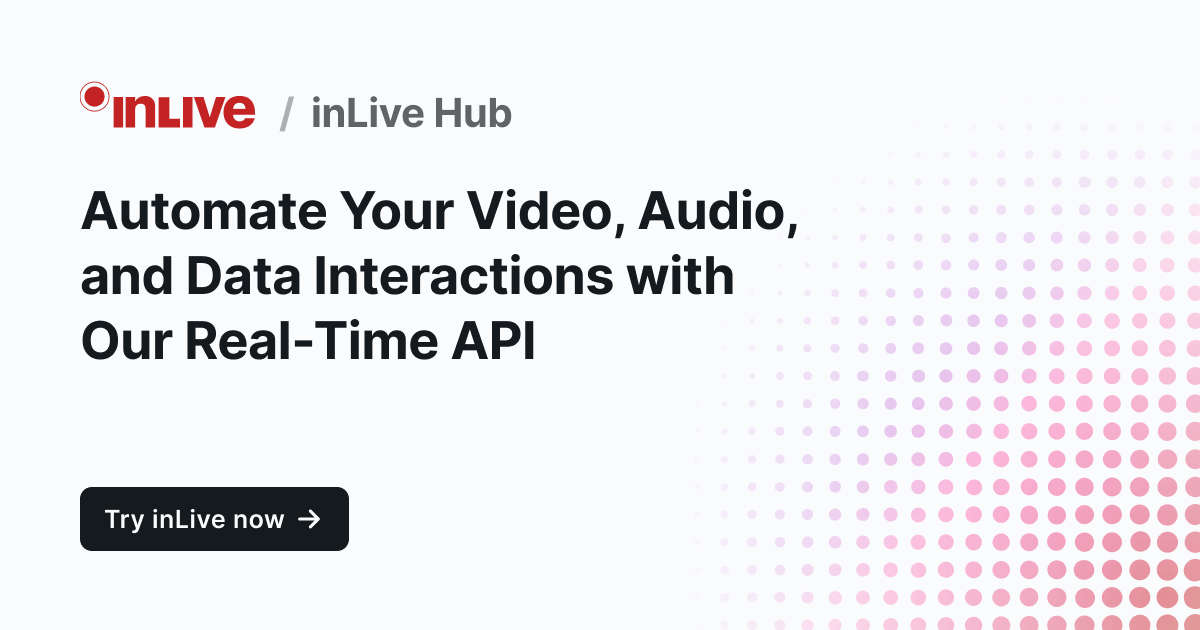 inLive / inLive Hub
Automate Your Video, Audio,
and Data Interactions with
Our Real-Time API
Try inLive now →